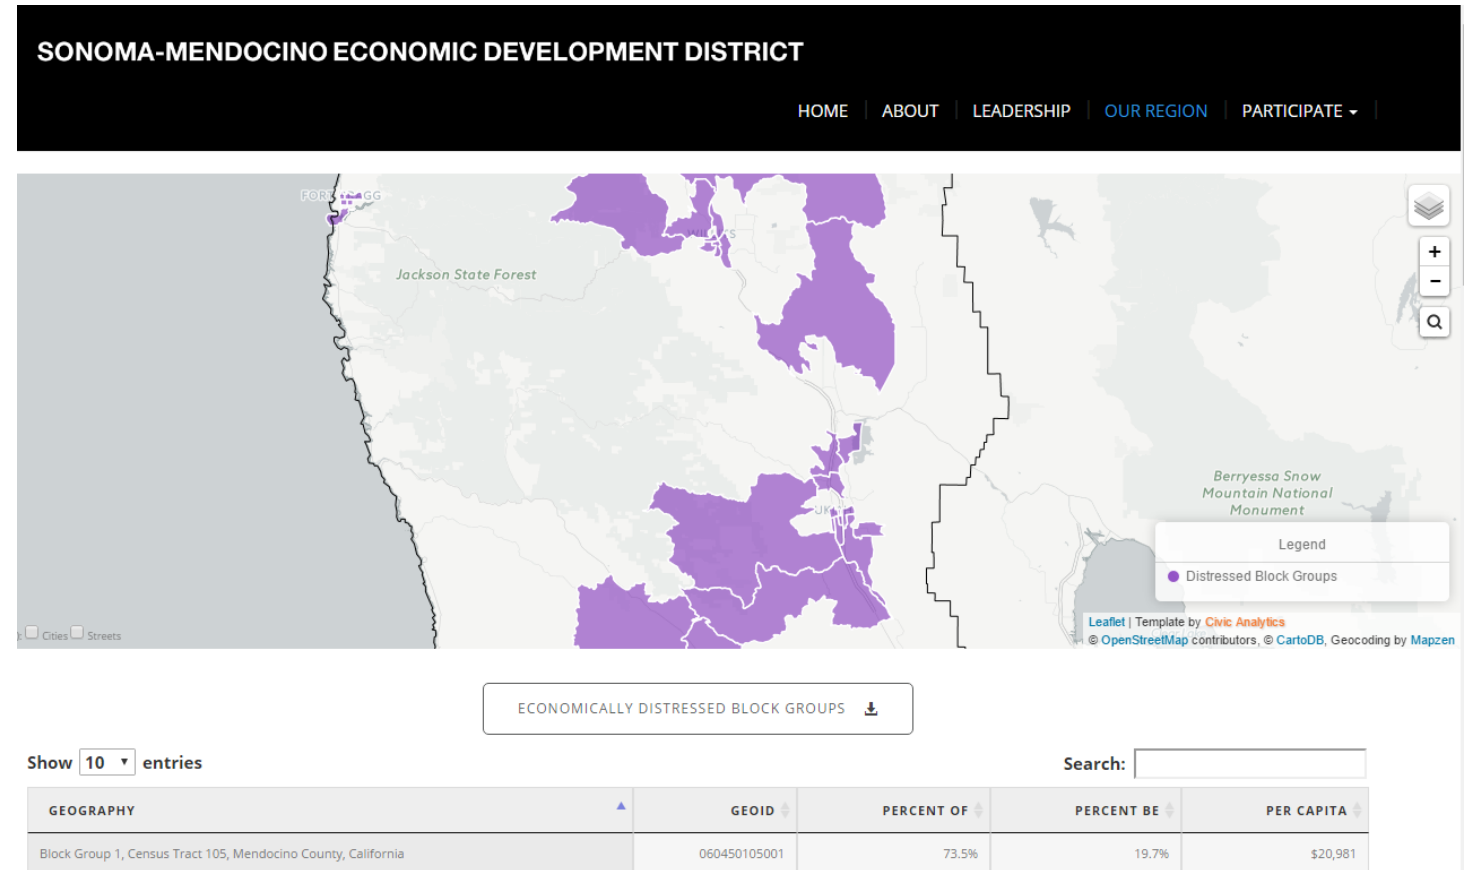 SONOMA-MENDOCINO ECONOMIC DEVELOPMENT DISTRICT
HOME ABOUT LEADERSHIP OUR REGION PARTICIPATE
Jackson State Forest
+
−
Berryessa Snow
Mountain National
Monument
Legend
Distressed Block Groups
Cities Streets
Leaflet | Template by Civic Analytics
© OpenStreetMap contributors, © CartoDB, Geocoding by Mapzen
ECONOMICALLY DISTRESSED BLOCK GROUPS
Show 10 entries
Search:
GEOGRAPHY GEOID PERCENT OF PERCENT BE PER CAPITA
Block Group 1, Census Tract 105, Mendocino County, California 060450105001 73.5% 19.7% $20,981